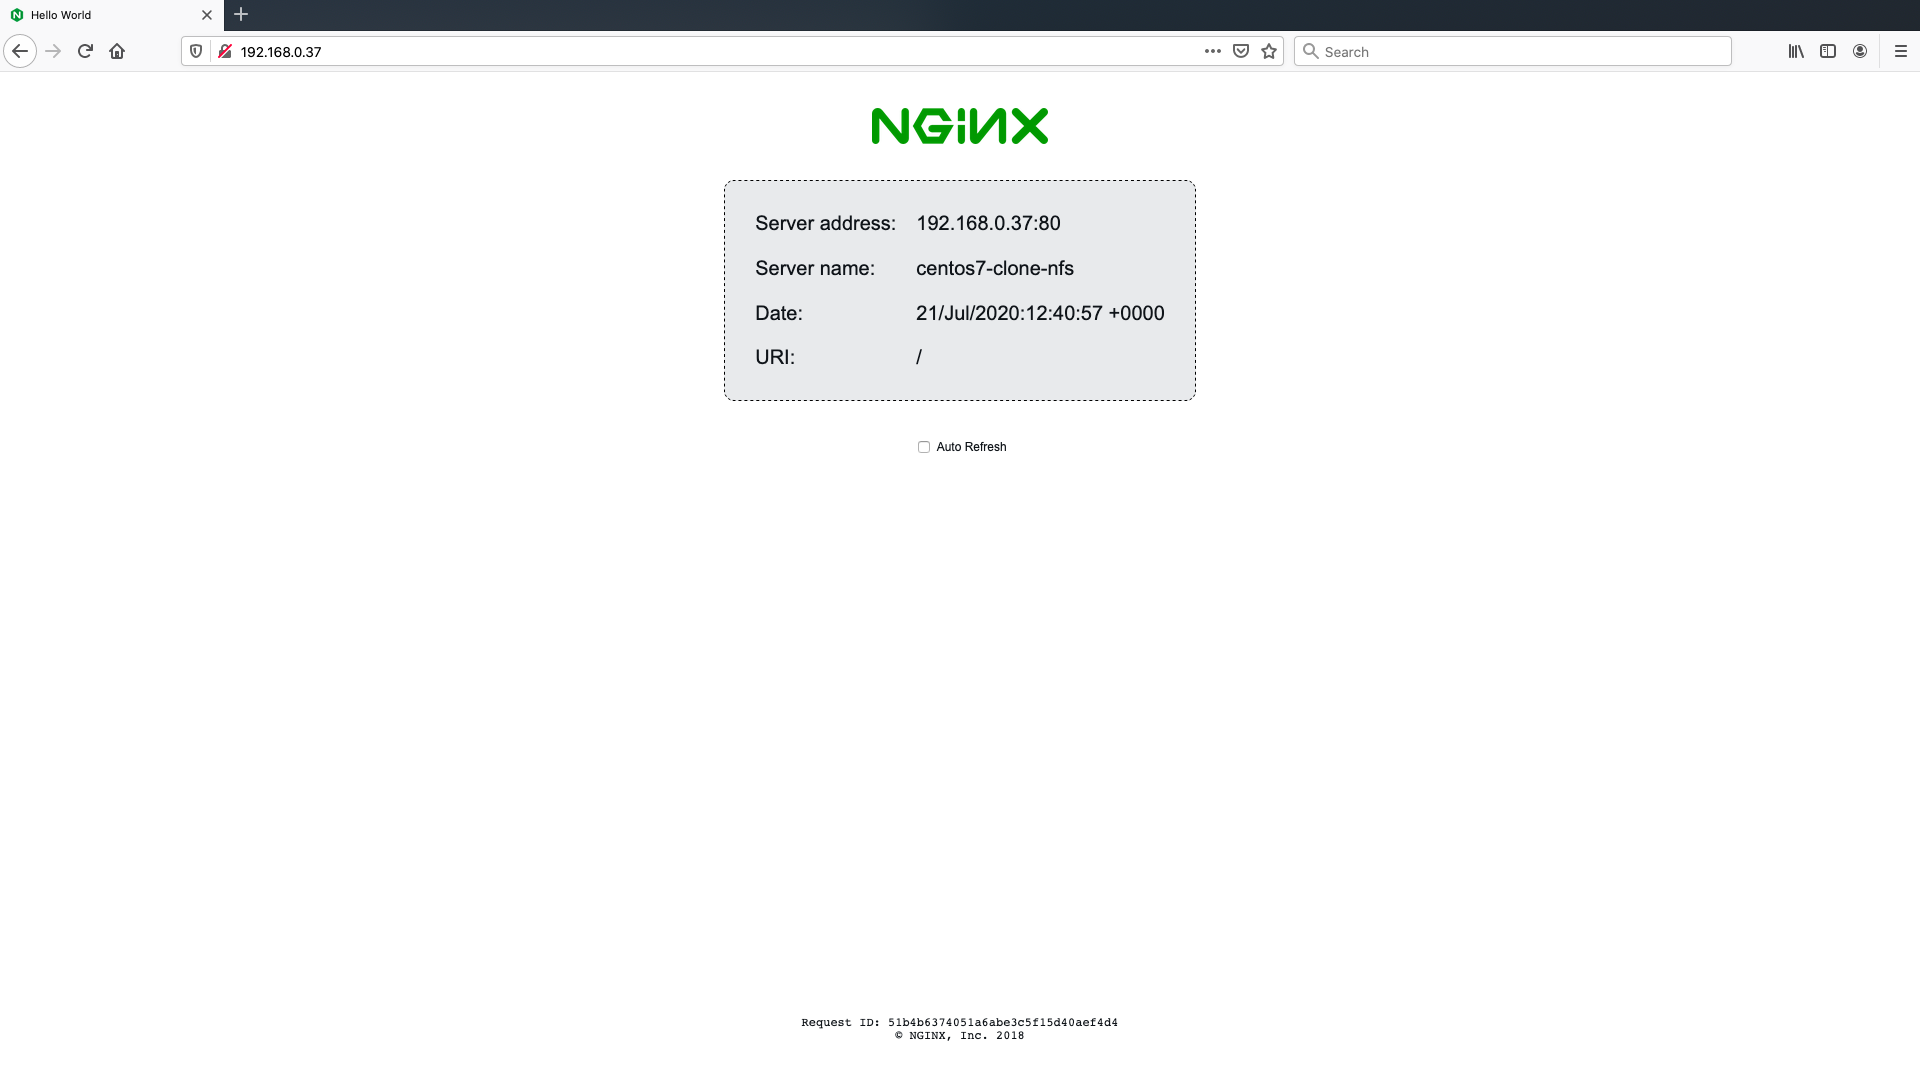 Hello World
192.168.0.37
Search
NGINX
Server address: 192.168.0.37:80
Server name: centos7-clone-nfs
Date: 21/Jul/2020:12:40:57 +0000
URI: /
Auto Refresh
Request ID: 51b4b6374051a6abe3c5f15d40aef4d4
© NGINX, Inc. 2018